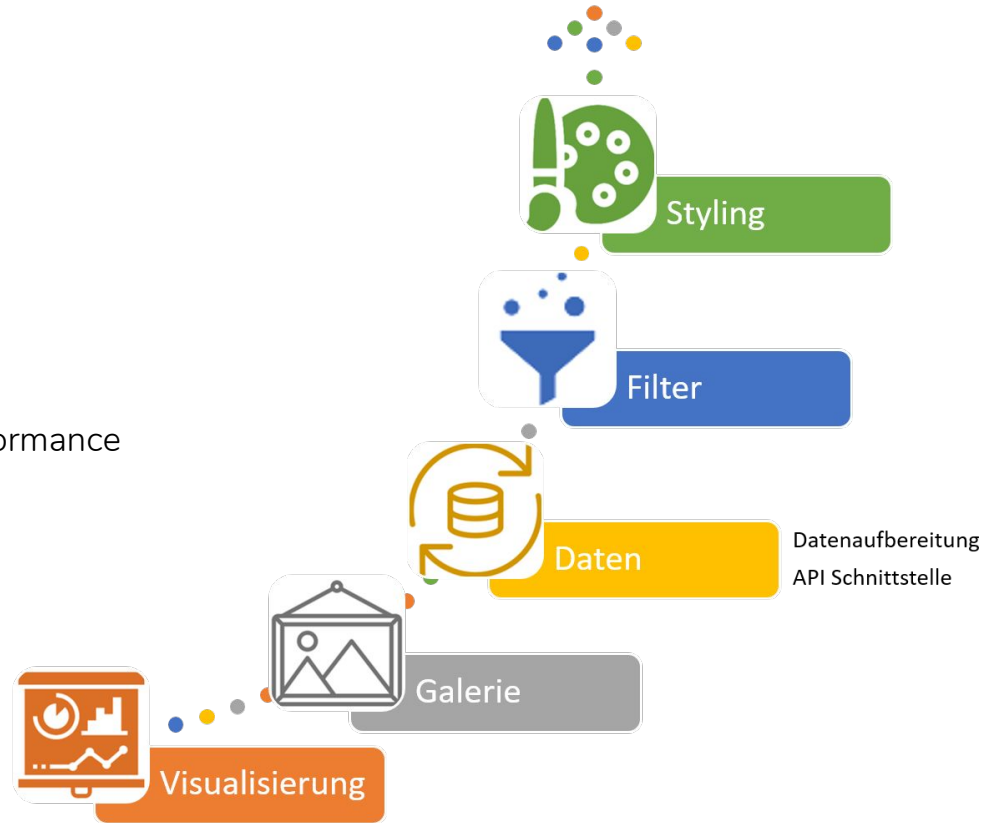 Styling
Filter
ormance
Daten
Datenaufbereitung
API Schnittstelle
Galerie
Visualisierung